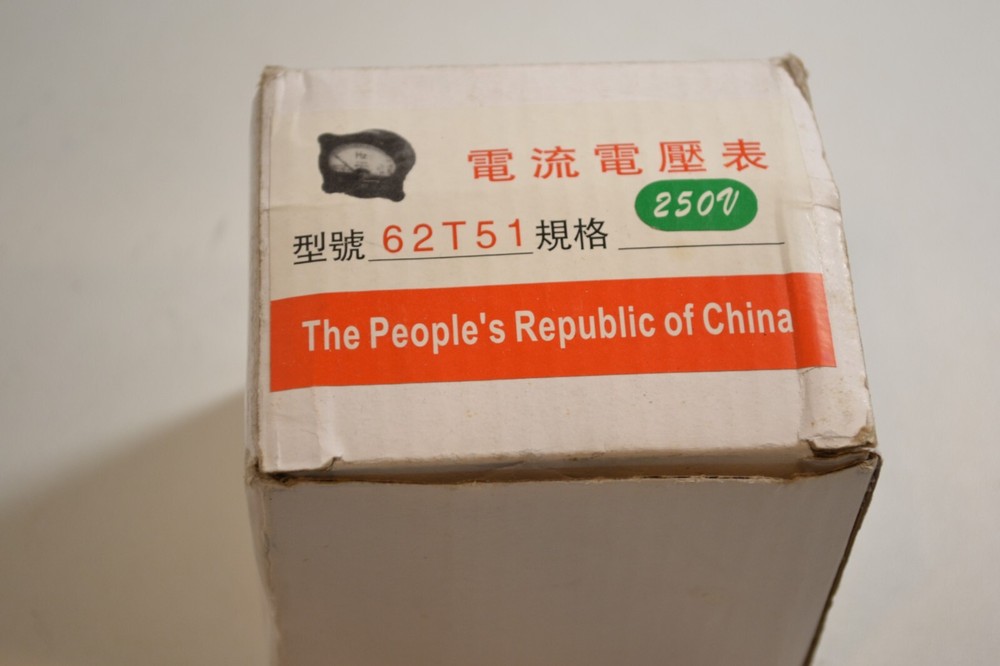 電流電壓表
250V
型號 62T51 規格
The People's Republic of China